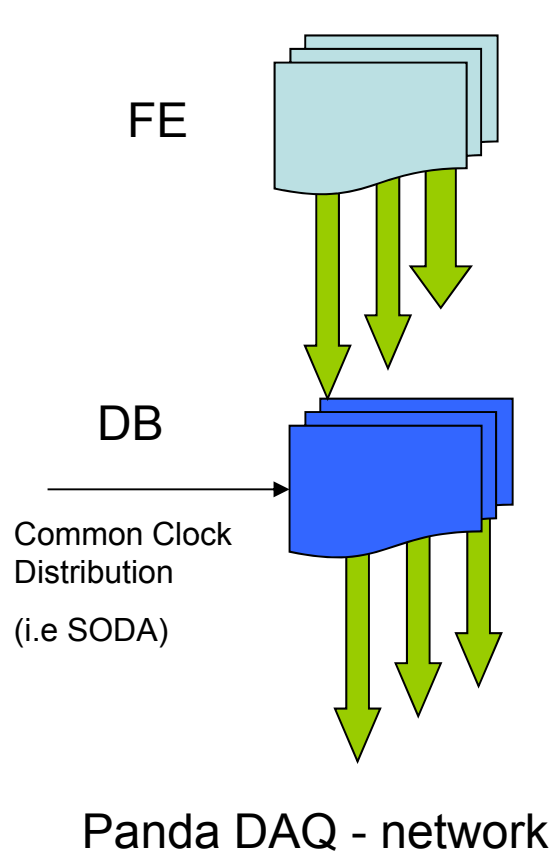 FE
DB
Common Clock
Distribution
(i.e SODA)
Panda DAQ - network